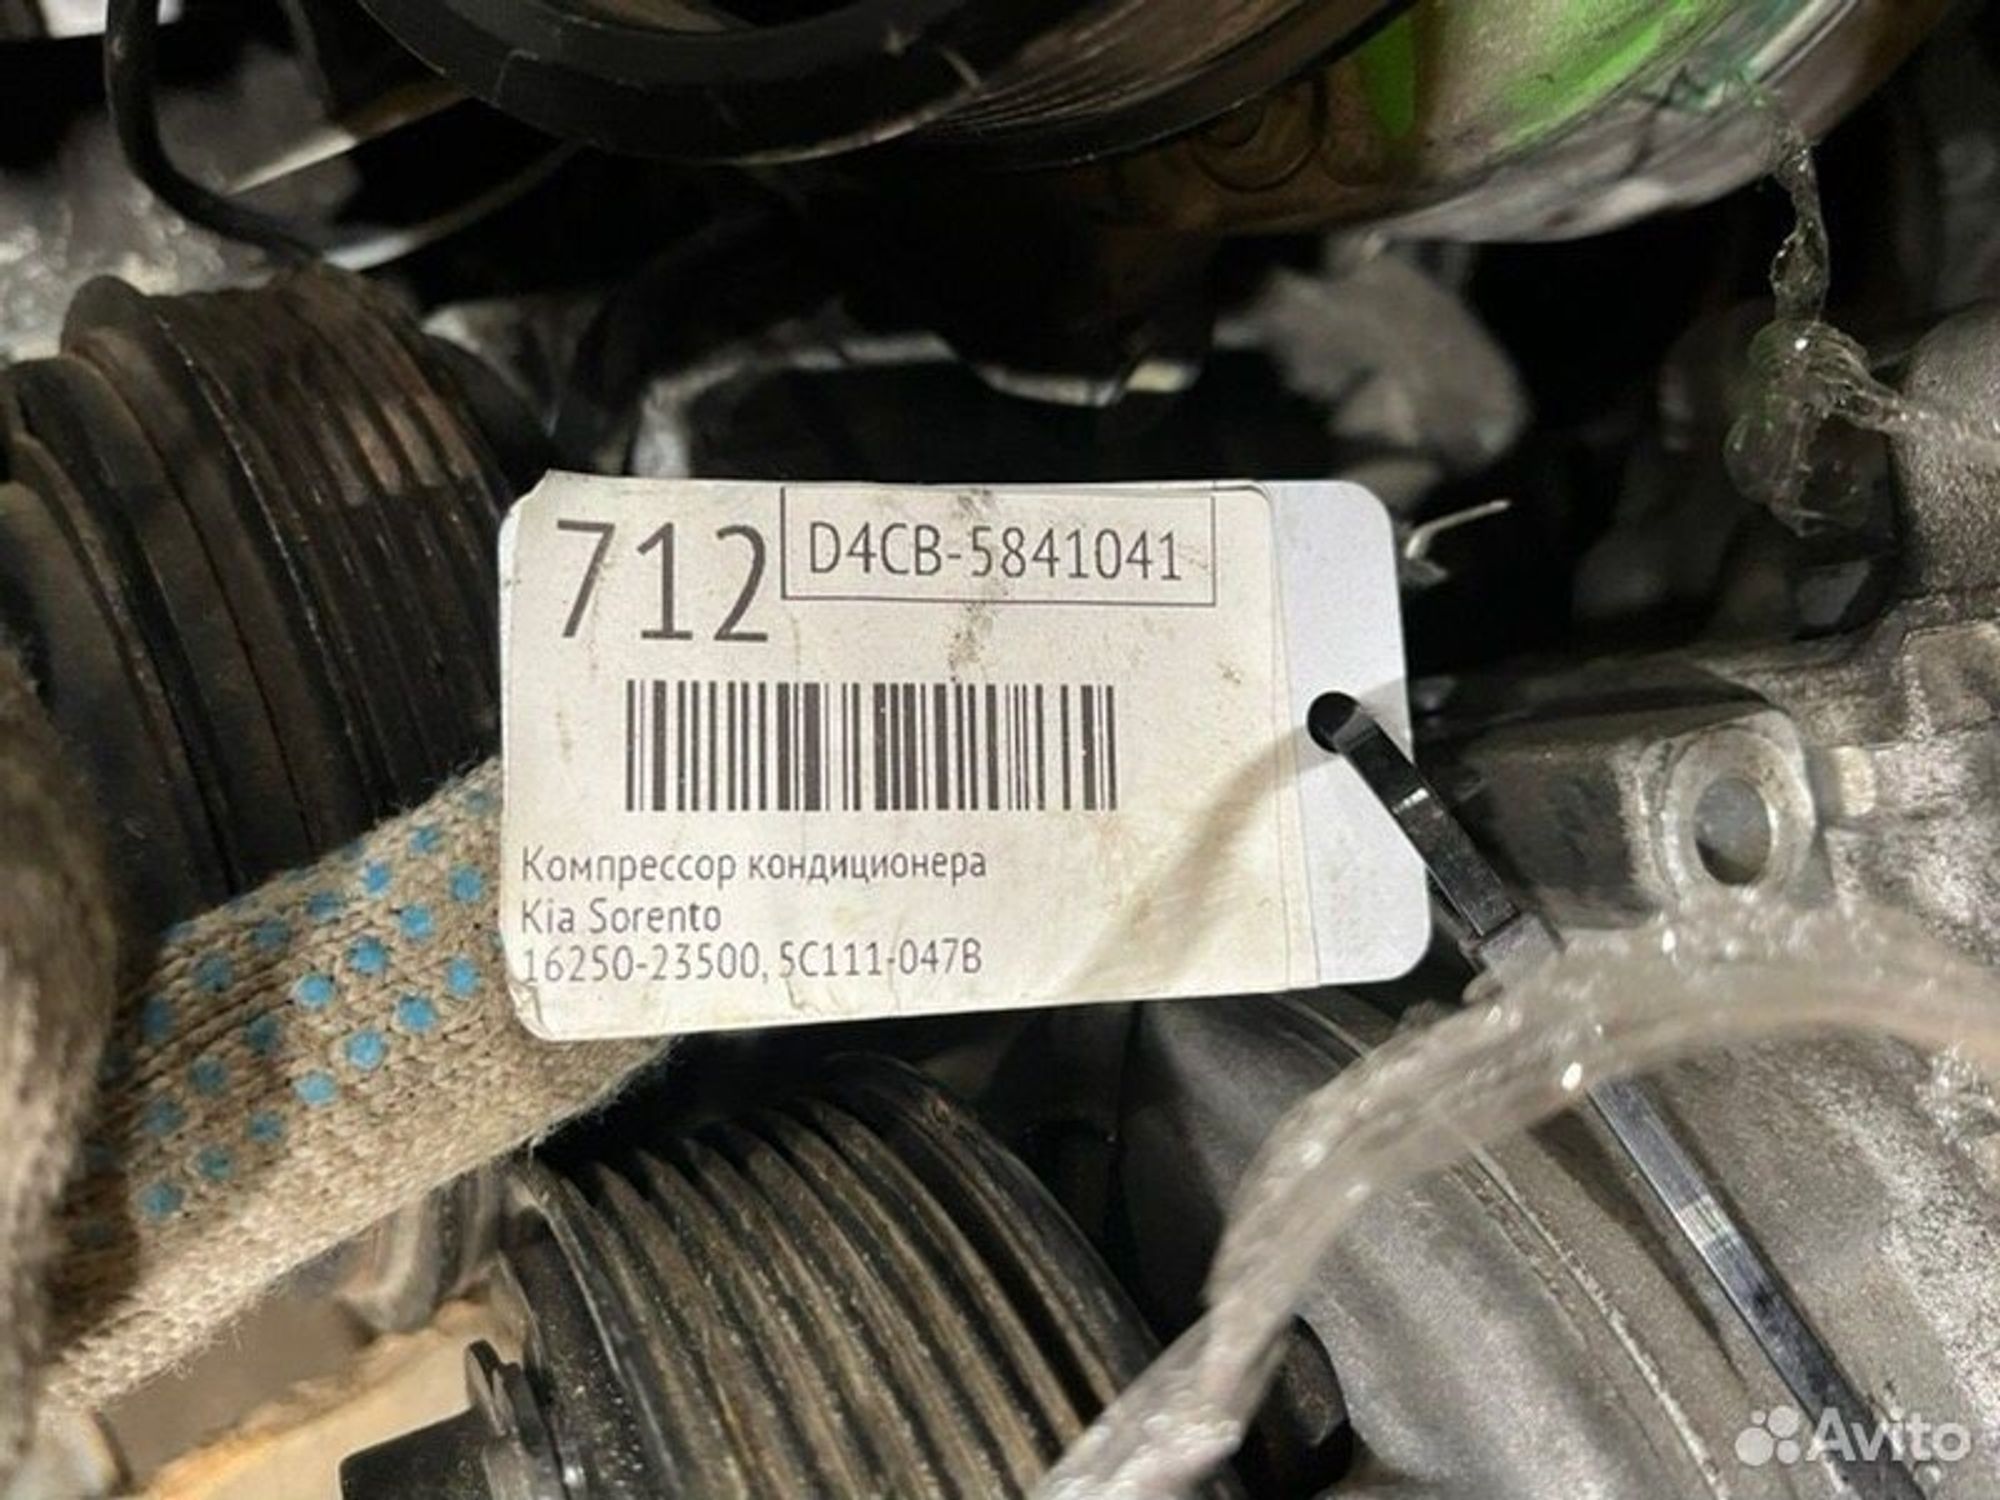 712 D4CB-5841041
Компрессор кондиционера
Kia Sorento
16250-23500, 5C111-047B
Avito